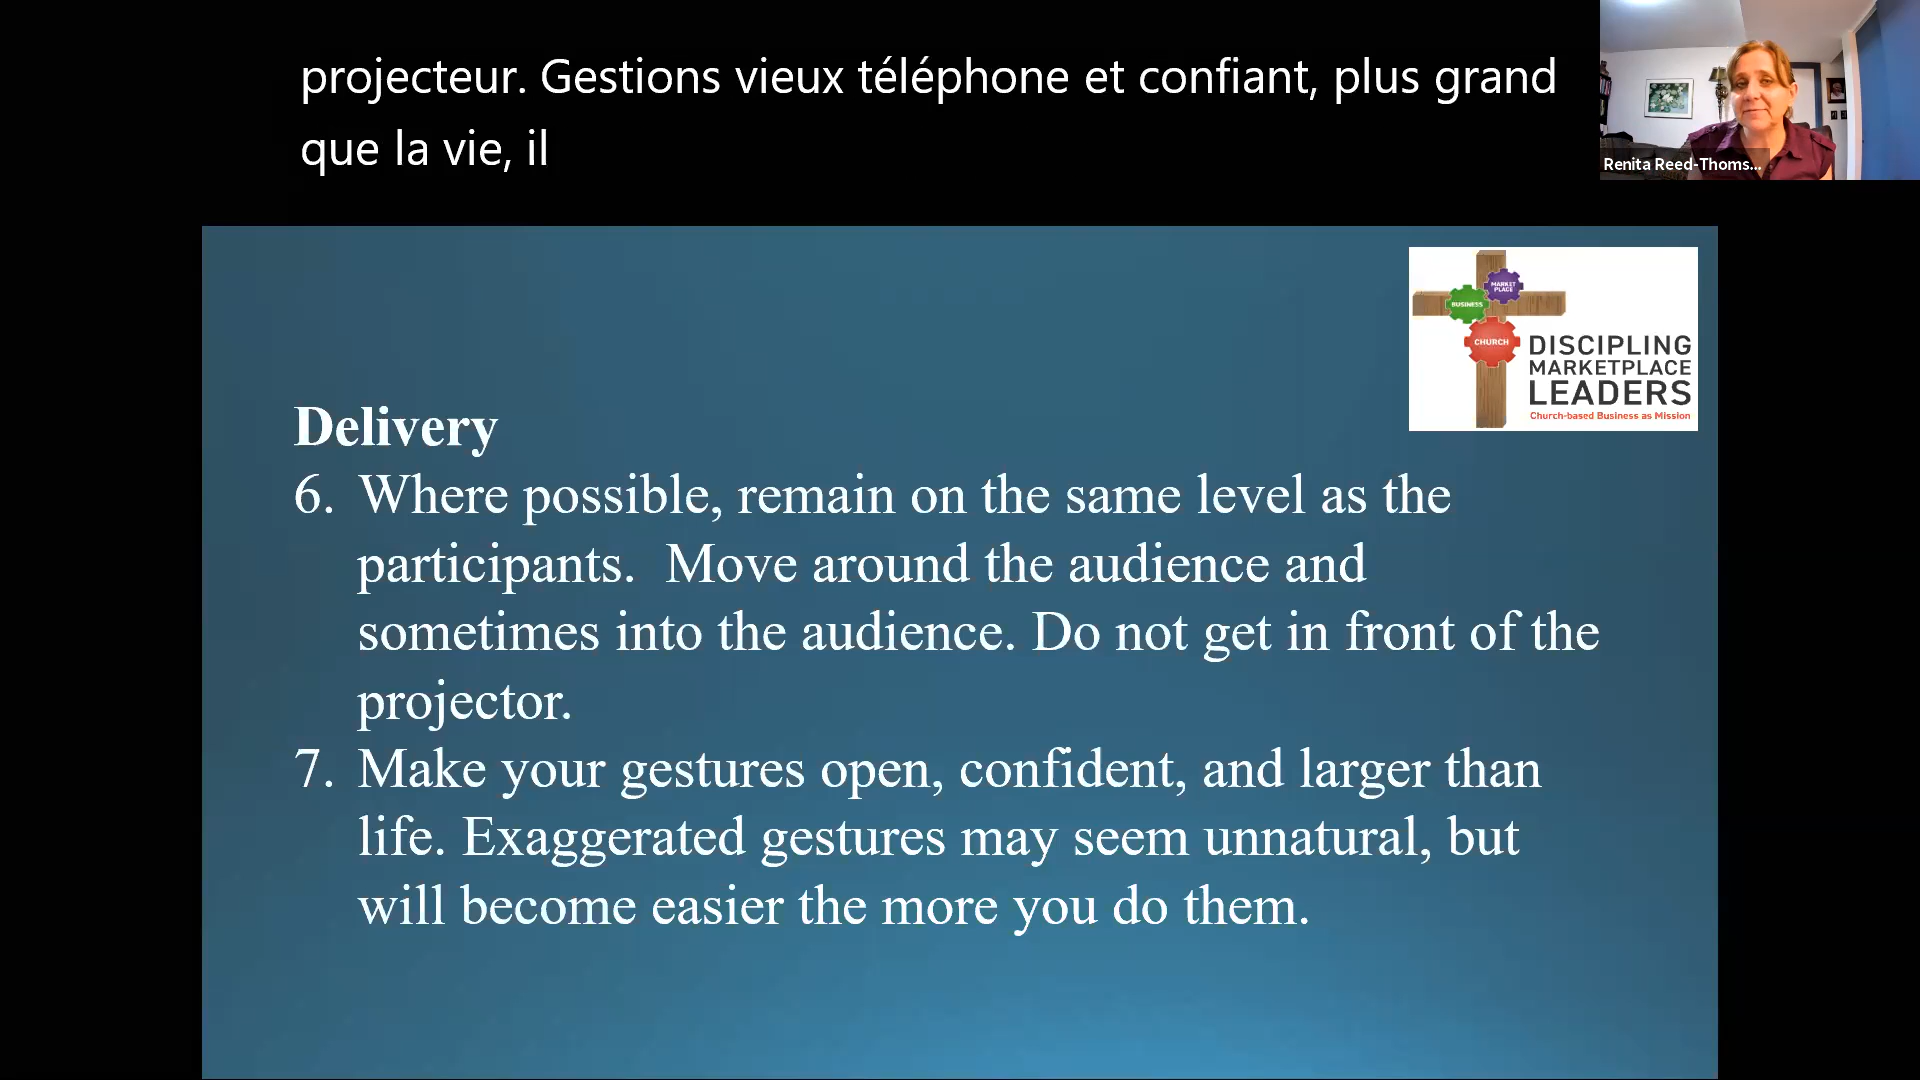 projecteur. Gestions vieux téléphone et confiant, plus grand
que la vie, il
Renita Reed-Thoms...
MARKET
PLACE
BUSINESS
CHURCH
DISCIPLING
MARKETPLACE
LEADERS
Church-based Business as Mission
Delivery
6. Where possible, remain on the same level as the
participants. Move around the audience and
sometimes into the audience. Do not get in front of the
projector.
7. Make your gestures open, confident, and larger than
life. Exaggerated gestures may seem unnatural, but
will become easier the more you do them.